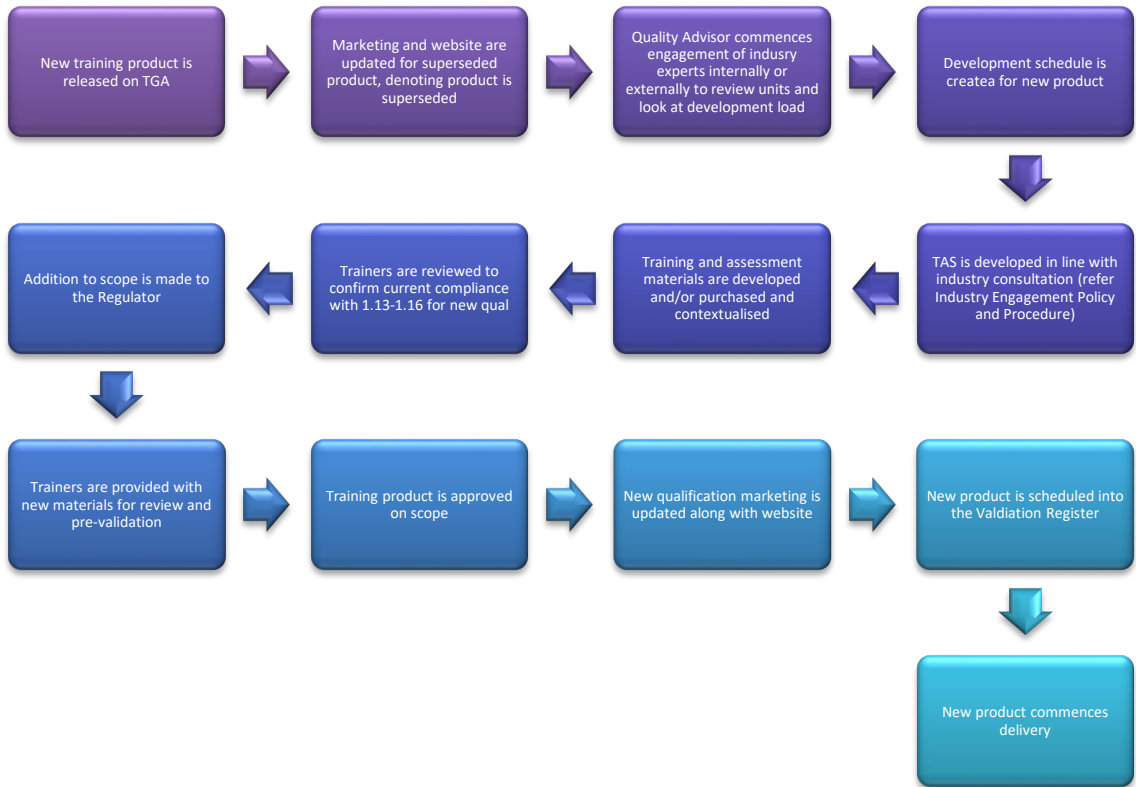 New training product is
released on TGA
Marketing and website are
updated for superseded
product, denoting product is
superseded
Quality Advisor commences
engagement of indusry
experts internally or
externally to review units and
look at development load
Development schedule is
createa for new product
TAS is developed in line with
industry consultation (refer
Industry Engagement Policy
and Procedure)
Training and assessment
materials are developed
and/or purchased and
contextualised
Trainers are reviewed to
confirm current compliance
with 1.13-1.16 for new qual
Addition to scope is made to
the Regulator
Trainers are provided with
new materials for review and
pre-validation
Training product is approved
on scope
New qualification marketing is
updated along with website
New product is scheduled into
the Valdiation Register
New product commences
delivery